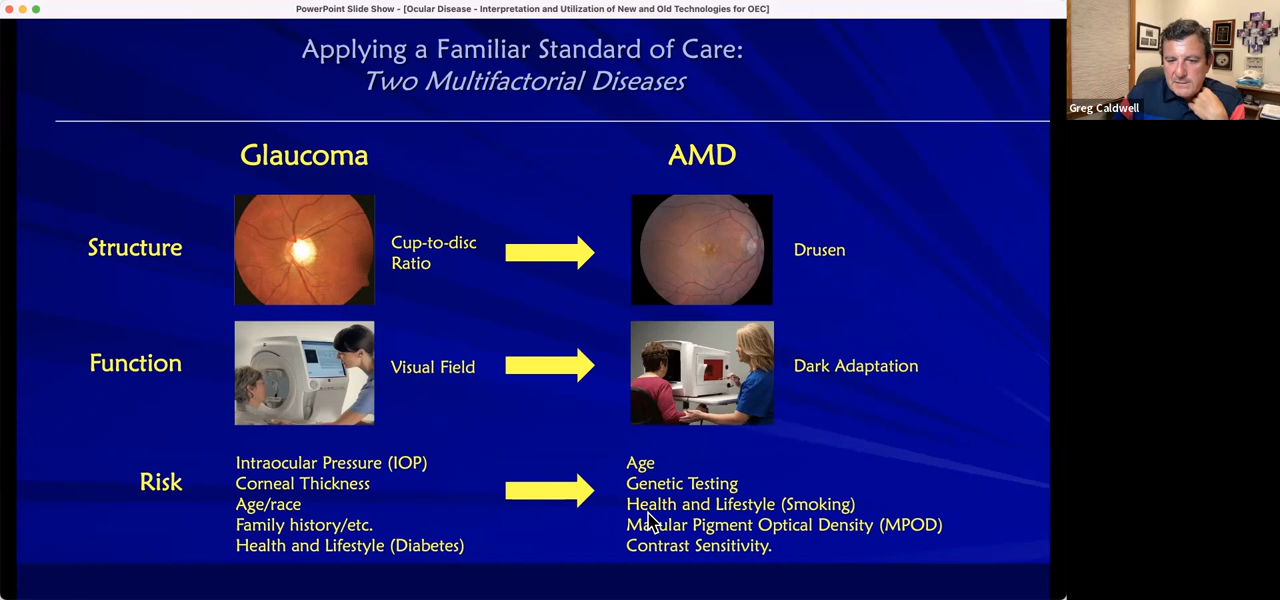 PowerPoint Slide Show - [Ocular Disease - Interpretation and Utilization of New and Old Technologies for OEC]
Applying a Familiar Standard of Care:
Two Multifactorial Diseases
Glaucoma
AMD
Structure
Cup-to-disc
Ratio
Drusen
Function
Visual Field
Dark Adaptation
Risk
Intraocular Pressure (IOP)
Corneal Thickness
Age/race
Family history/etc.
Health and Lifestyle (Diabetes)
Age
Genetic Testing
Health and Lifestyle (Smoking)
Macular Pigment Optical Density (MPOD)
Contrast Sensitivity.
Greg Caldwell